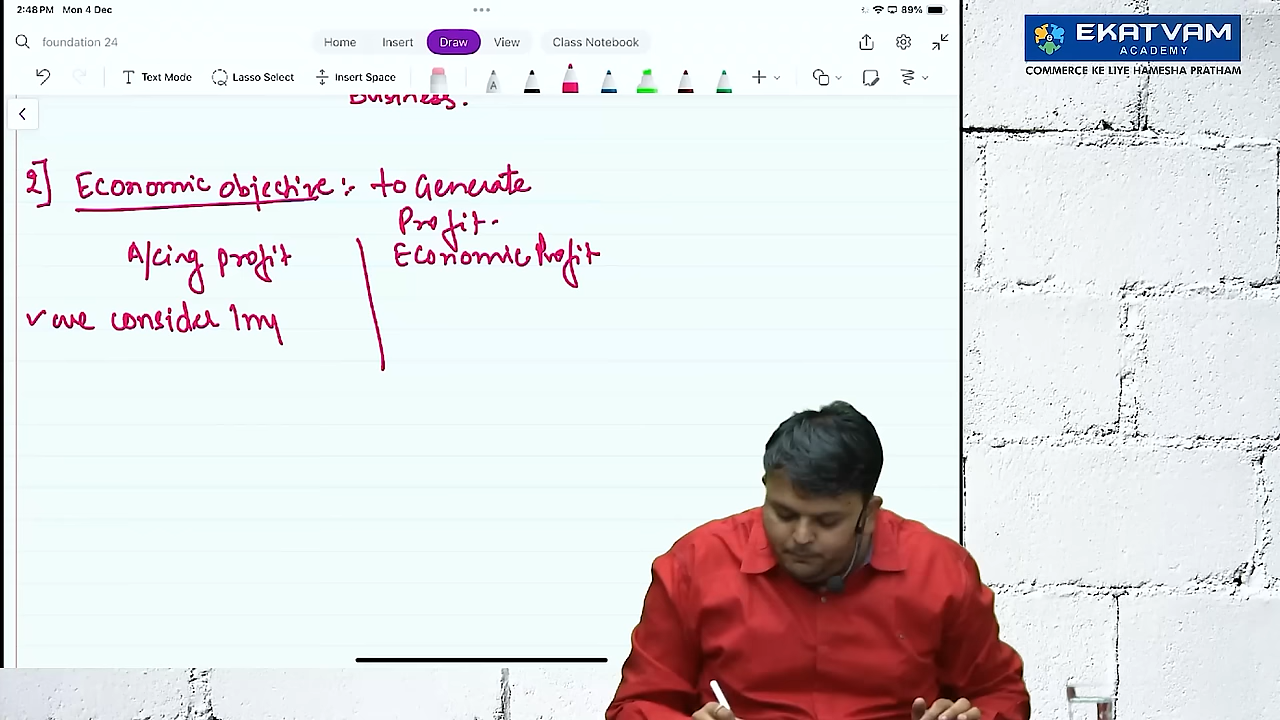 2:48 PM Mon 4 Dec
89%
foundation 24
Home Insert Draw View Class Notebook
Text Mode Lasso Select Insert Space
Business.
2] Economic objective :- to Generate
Profit.
A/cing profit Economic Profit
✓ we consider Imp
EKATVAM
ACADEMY
COMMERCE KE LIYE HAMESHA PRATHAM